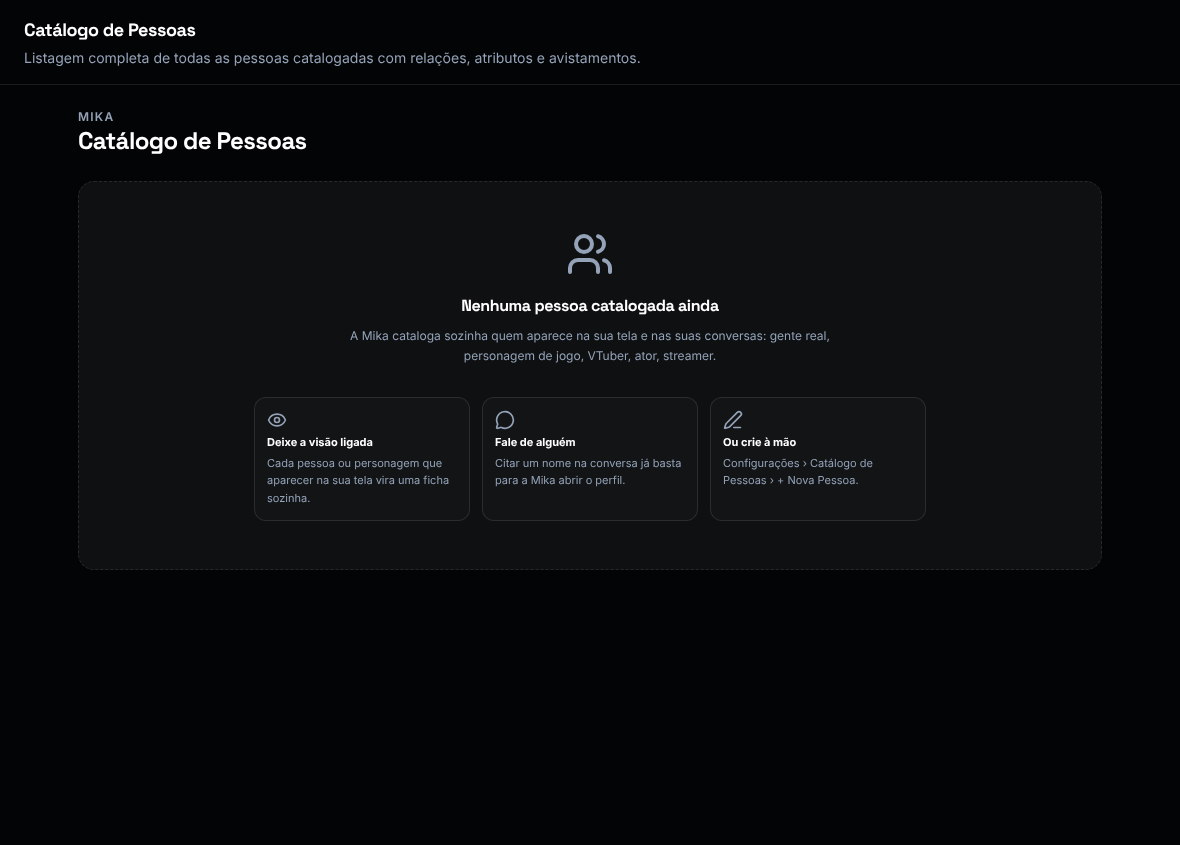 Catálogo de Pessoas
Listagem completa de todas as pessoas catalogadas com relações, atributos e avistamentos.
MIKA
Catálogo de Pessoas
Nenhuma pessoa catalogada ainda
A Mika cataloga sozinha quem aparece na sua tela e nas suas conversas: gente real,
personagem de jogo, VTuber, ator, streamer.
Deixe a visão ligada
Cada pessoa ou personagem que
aparecer na sua tela vira uma ficha
sozinha.
Fale de alguém
Citar um nome na conversa já basta
para a Mika abrir o perfil.
Ou crie à mão
Configurações › Catálogo de
Pessoas › + Nova Pessoa.